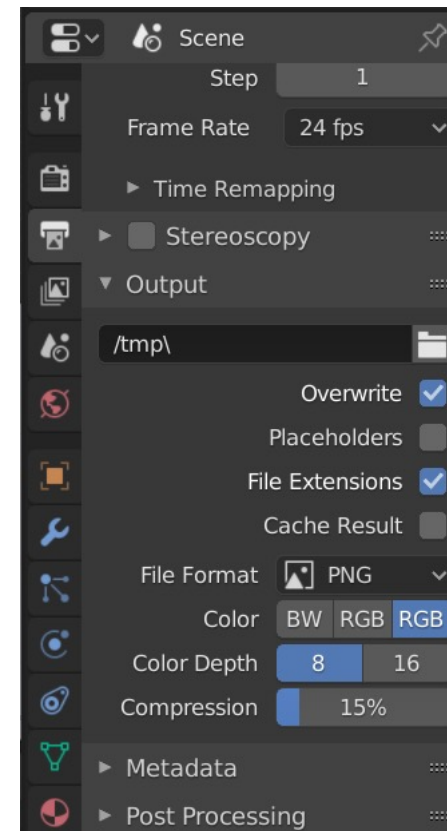 Scene
Step 1
Frame Rate 24 fps
Time Remapping
Stereoscopy
Output
/tmp\
Overwrite
Placeholders
File Extensions
Cache Result
File Format PNG
Color BW RGB RGB
Color Depth 8 16
Compression 15%
Metadata
Post Processing